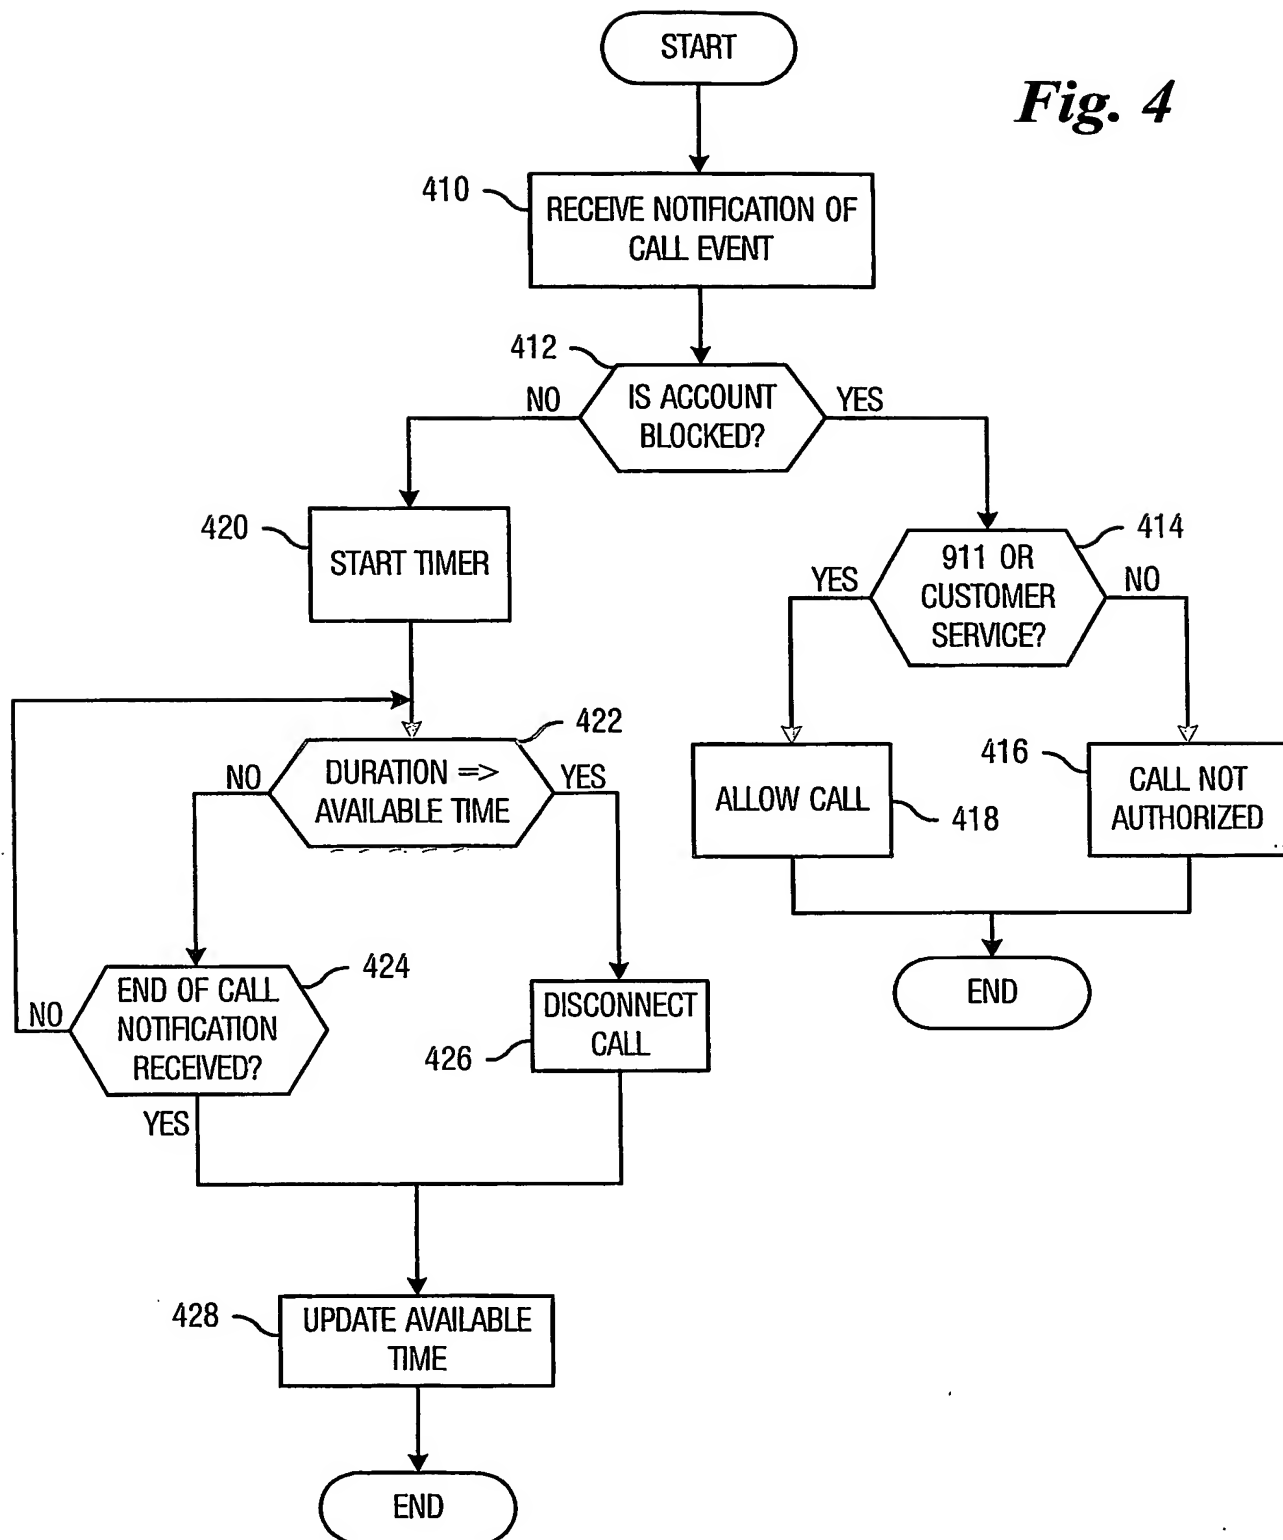 START
Fig. 4
410
RECEIVE NOTIFICATION OF
CALL EVENT
412
IS ACCOUNT
BLOCKED?
NO
YES
420
START TIMER
414
911 OR
CUSTOMER
SERVICE?
YES
NO
422
DURATION =>
AVAILABLE TIME
NO
YES
ALLOW CALL
418
416
CALL NOT
AUTHORIZED
424
END OF CALL
NOTIFICATION
RECEIVED?
NO
YES
DISCONNECT
CALL
426
END
428
UPDATE AVAILABLE
TIME
END